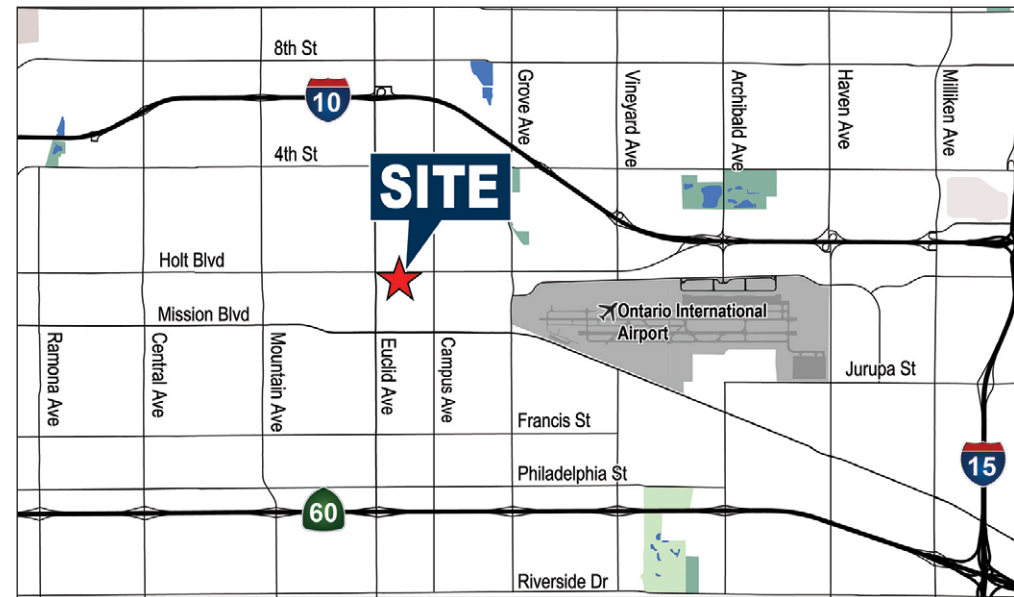 8th St
10
Grove Ave
Vineyard Ave
Archibald Ave
Haven Ave
Milliken Ave
4th St
SITE
Holt Blvd
Mission Blvd
Ontario International
Airport
Ramona Ave
Central Ave
Mountain Ave
Euclid Ave
Campus Ave
Jurupa St
Francis St
15
Philadelphia St
60
Riverside Dr